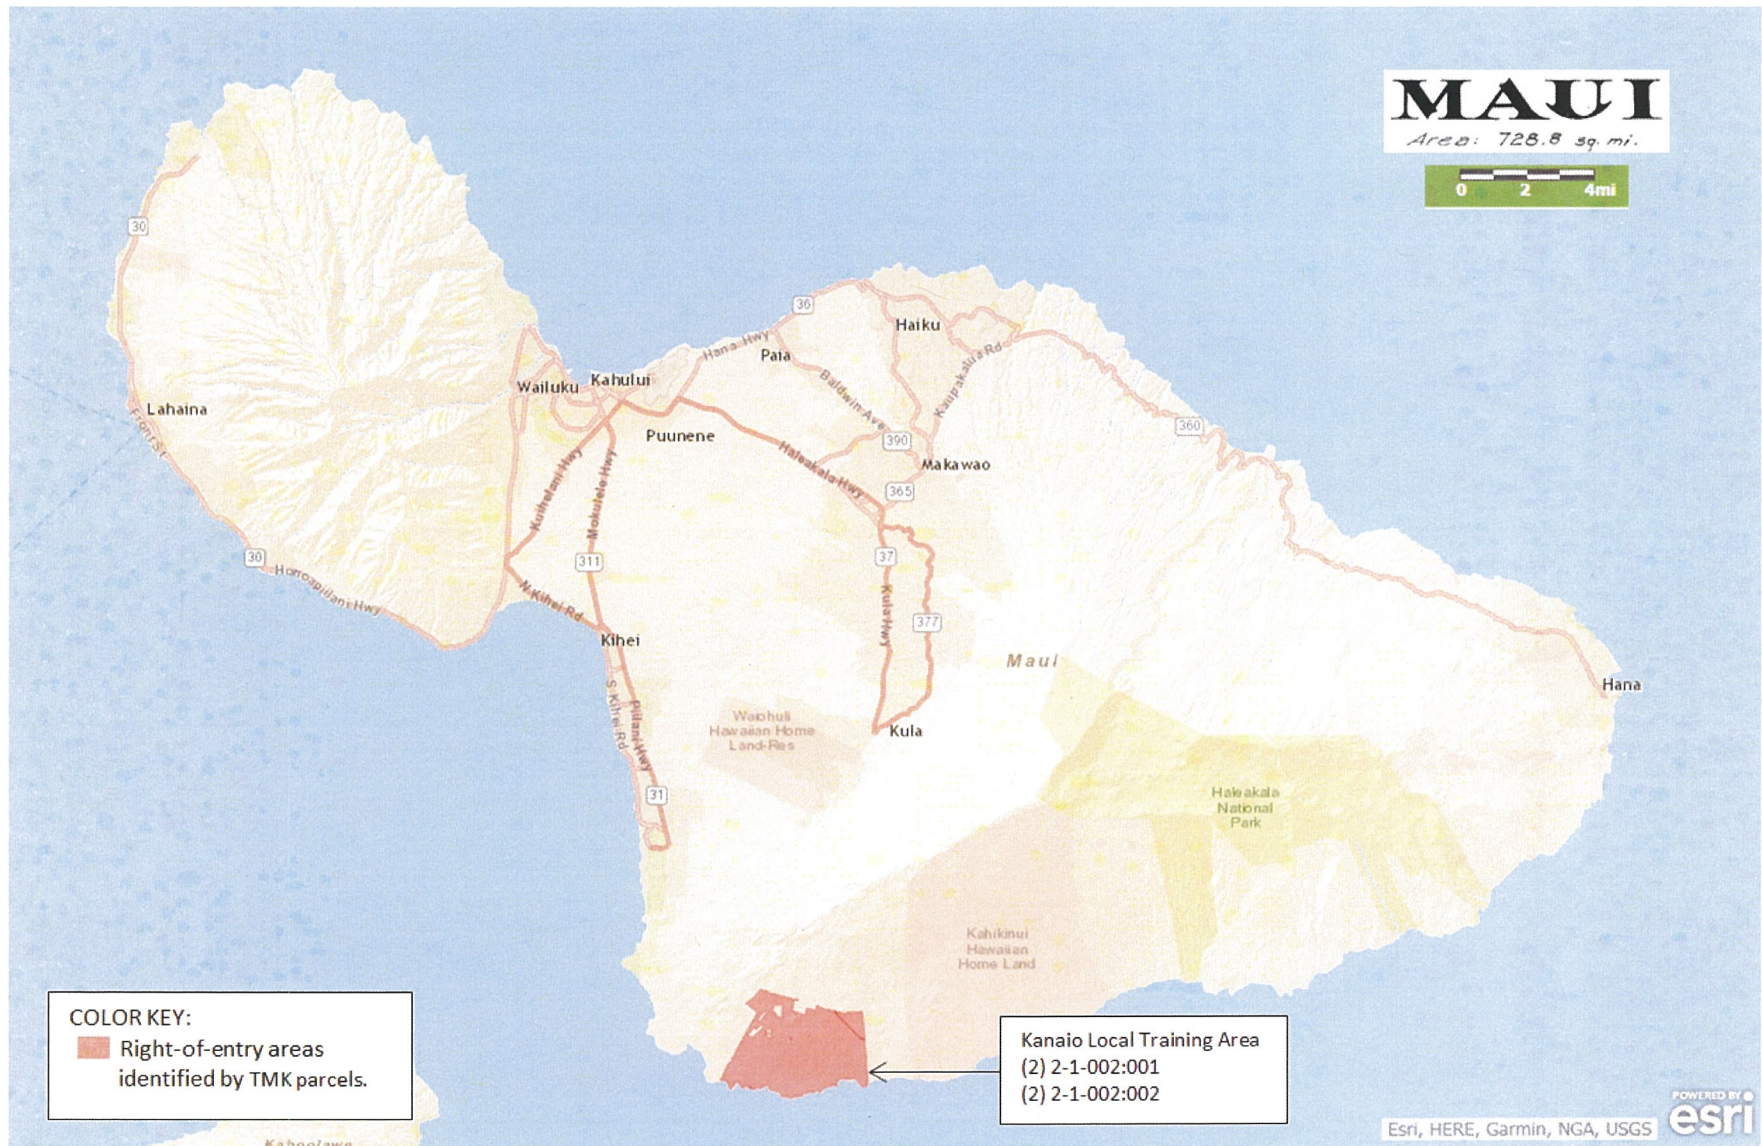 MAUI
Area: 728.8 sq. mi.
0 2 4mi
30
36
Haiku
Hana Hwy
Paia
Kaupakalua Rd
Wailuku
Kahului
Baldwin Ave
Lahaina
Front St
360
Puunene
390
Haleakala Hwy
Makawao
Kuihelani Hwy
Mokulele Hwy
365
30
Honoapiilani Hwy
311
37
N Kihei Rd
Kula Hwy
377
Kihei
Maui
Hana
S Kihei Rd
Piilani Hwy
Waiohuli
Hawaiian Home
Land-Res
Kula
31
Haleakala
National
Park
Kahikinui
Hawaiian
Home Land
COLOR KEY:
Right-of-entry areas
identified by TMK parcels.
Kanaio Local Training Area
(2) 2-1-002:001
(2) 2-1-002:002
Kahoolawe
POWERED BY
esri
Esri, HERE, Garmin, NGA, USGS